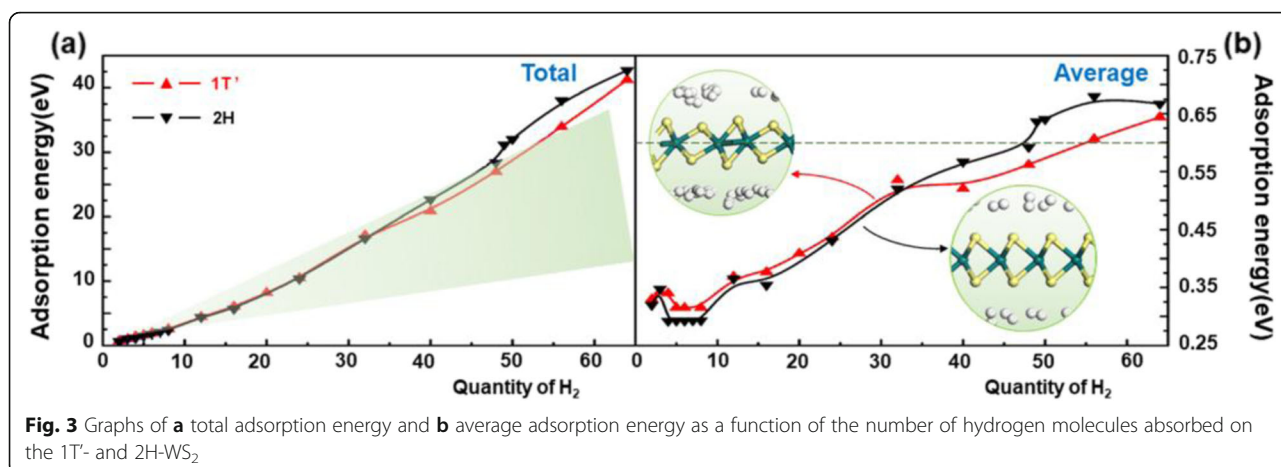 (a)
Total
1T'
2H
Adsorption energy(eV)
40
30
20
10
0
0 10 20 30 40 50 60
Quantity of H₂
(b)
Average
Adsorption energy(eV)
0.75
0.65
0.55
0.45
0.35
0.25
0 10 20 30 40 50 60
Quantity of H₂
Fig. 3 Graphs of a total adsorption energy and b average adsorption energy as a function of the number of hydrogen molecules absorbed on
the 1T'- and 2H-WS₂